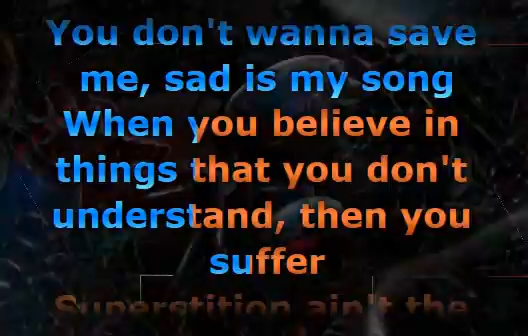 You don't wanna save
me, sad is my song
When you believe in
things that you don't
understand, then you
suffer
Superstition ain't the